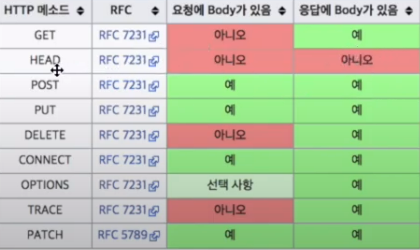 HTTP 메소드 RFC 요청에 Body가 있음 응답에 Body가 있음
GET RFC 7231 아니오 예
HEAD RFC 7231 아니오 아니오
POST RFC 7231 예 예
PUT RFC 7231 예 예
DELETE RFC 7231 아니오 예
CONNECT RFC 7231 예 예
OPTIONS RFC 7231 선택 사항 예
TRACE RFC 7231 아니오 예
PATCH RFC 5789 예 예